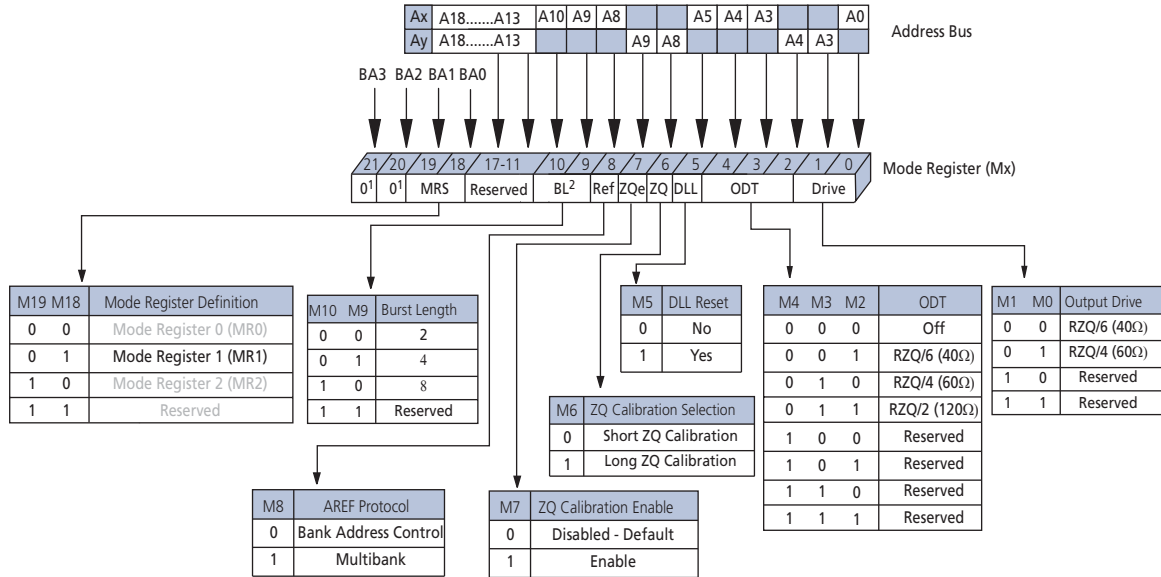 Ax A18.......A13 A10 A9 A8 A5 A4 A3 A0
Ay A18.......A13 A9 A8 A4 A3
Address Bus
BA3 BA2 BA1 BA0
21 20 19 18 17-11 10 9 8 7 6 5 4 3 2 1 0
Mode Register (Mx)
0¹ 0¹ MRS Reserved BL² Ref ZQe ZQ DLL ODT Drive
M19 M18 Mode Register Definition
0 0 Mode Register 0 (MR0)
0 1 Mode Register 1 (MR1)
1 0 Mode Register 2 (MR2)
1 1 Reserved
M10 M9 Burst Length
0 0 2
0 1 4
1 0 8
1 1 Reserved
M5 DLL Reset
0 No
1 Yes
M4 M3 M2 ODT
0 0 0 Off
0 0 1 RZQ/6 (40Ω)
0 1 0 RZQ/4 (60Ω)
0 1 1 RZQ/2 (120Ω)
1 0 0 Reserved
1 0 1 Reserved
1 1 0 Reserved
1 1 1 Reserved
M1 M0 Output Drive
0 0 RZQ/6 (40Ω)
0 1 RZQ/4 (60Ω)
1 0 Reserved
1 1 Reserved
M6 ZQ Calibration Selection
0 Short ZQ Calibration
1 Long ZQ Calibration
M8 AREF Protocol
0 Bank Address Control
1 Multibank
M7 ZQ Calibration Enable
0 Disabled - Default
1 Enable